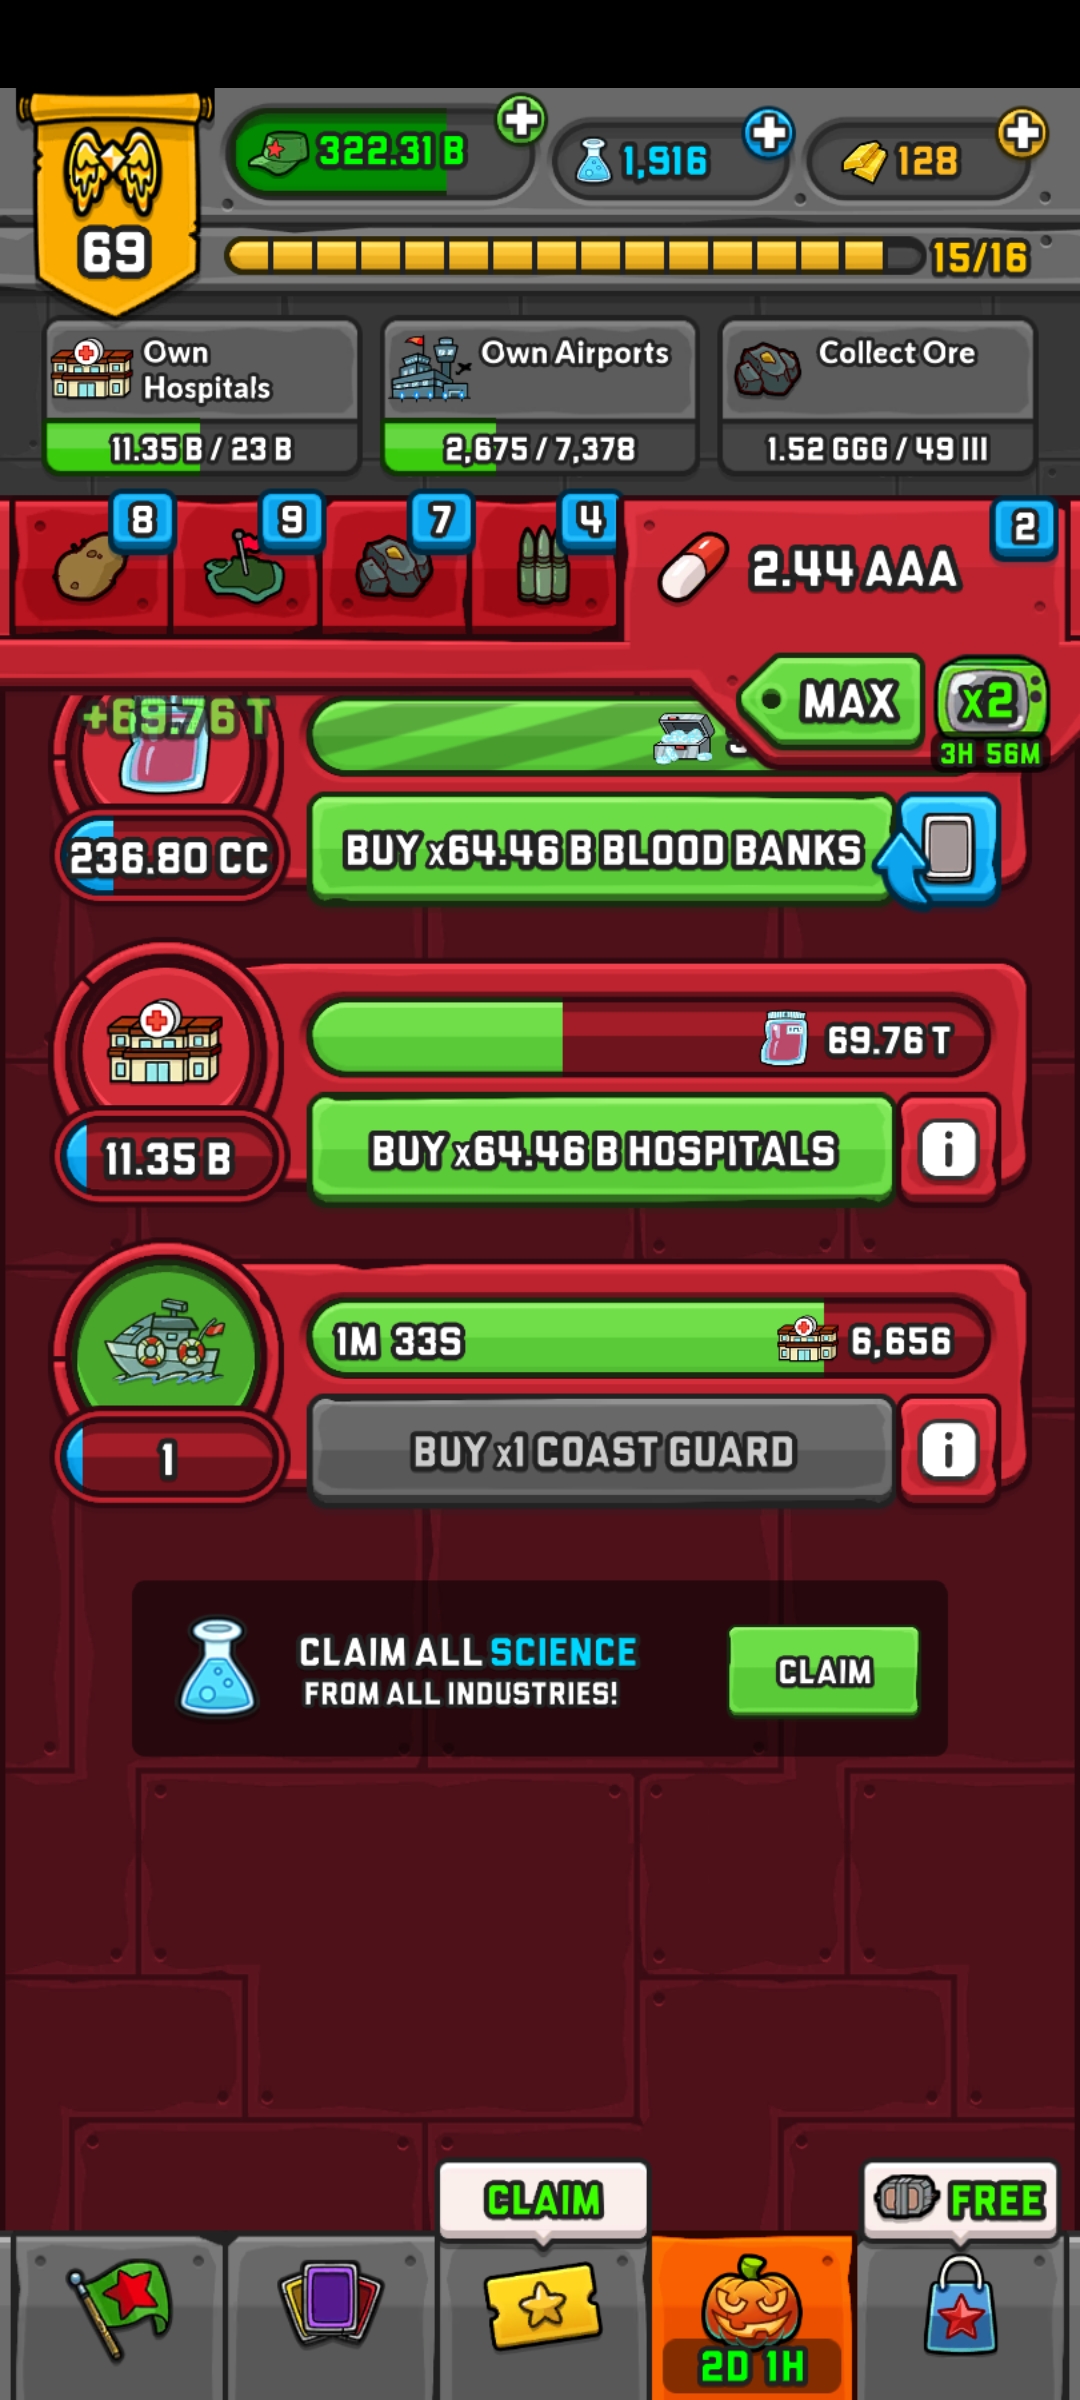 322.31 B
1,916
128
69
15/16
Own
Hospitals
Own Airports
Collect Ore
11.35 B / 23 B
2,675 / 7,378
1.52 GGG / 49 III
8
9
7
4
2
2.44 AAA
MAX
x2
3H 56M
+69.76 T
236.80 CC
BUY x64.46 B BLOOD BANKS
69.76 T
11.35 B
BUY x64.46 B HOSPITALS
i
1M 33S
6,656
1
BUY x1 COAST GUARD
i
CLAIM ALL SCIENCE
FROM ALL INDUSTRIES!
CLAIM
CLAIM
FREE
2D 1H